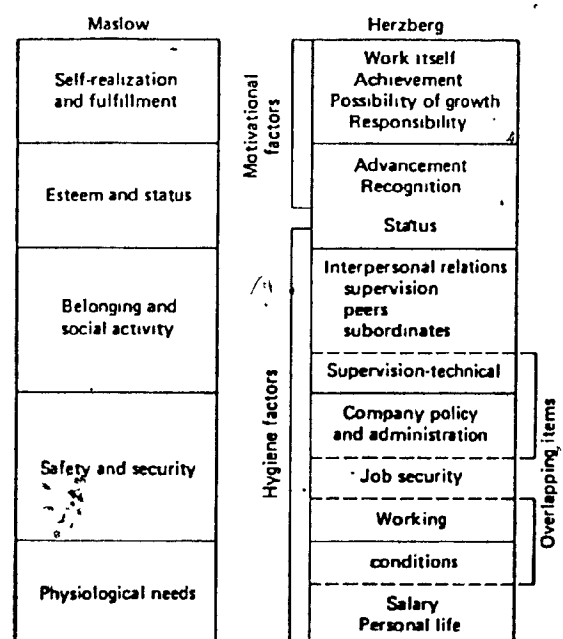 Maslow
Self-realization
and fulfillment
Esteem and status
Belonging and
social activity
Safety and security
Physiological needs
Motivational
factors
Hygiene factors
Herzberg
Work itself
Achievement
Possibility of growth
Responsibility
Advancement
Recognition
Status
Interpersonal relations
supervision
peers
subordinates
Supervision-technical
Company policy
and administration
Job security
Working
conditions
Salary
Personal life
Overlapping items